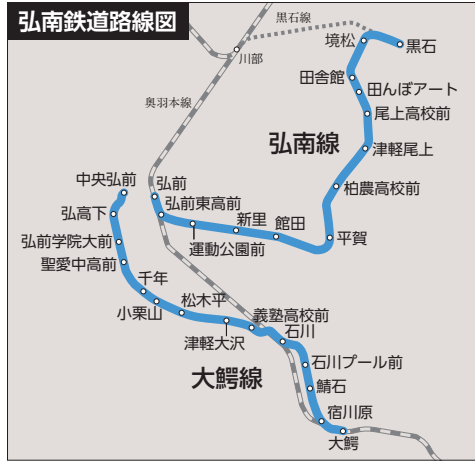 弘南鉄道路線図
黒石線
川部
境松
黒石
田舎館
田んぼアート
奥羽本線
尾上高校前
弘南線
津軽尾上
中央弘前
弘前
柏農高校前
弘高下
弘前東高前
新里
館田
弘前学院大前
運動公園前
平賀
聖愛中高前
千年
小栗山
松木平
義塾高校前
津軽大沢
石川
大鰐線
石川プール前
鯖石
宿川原
大鰐